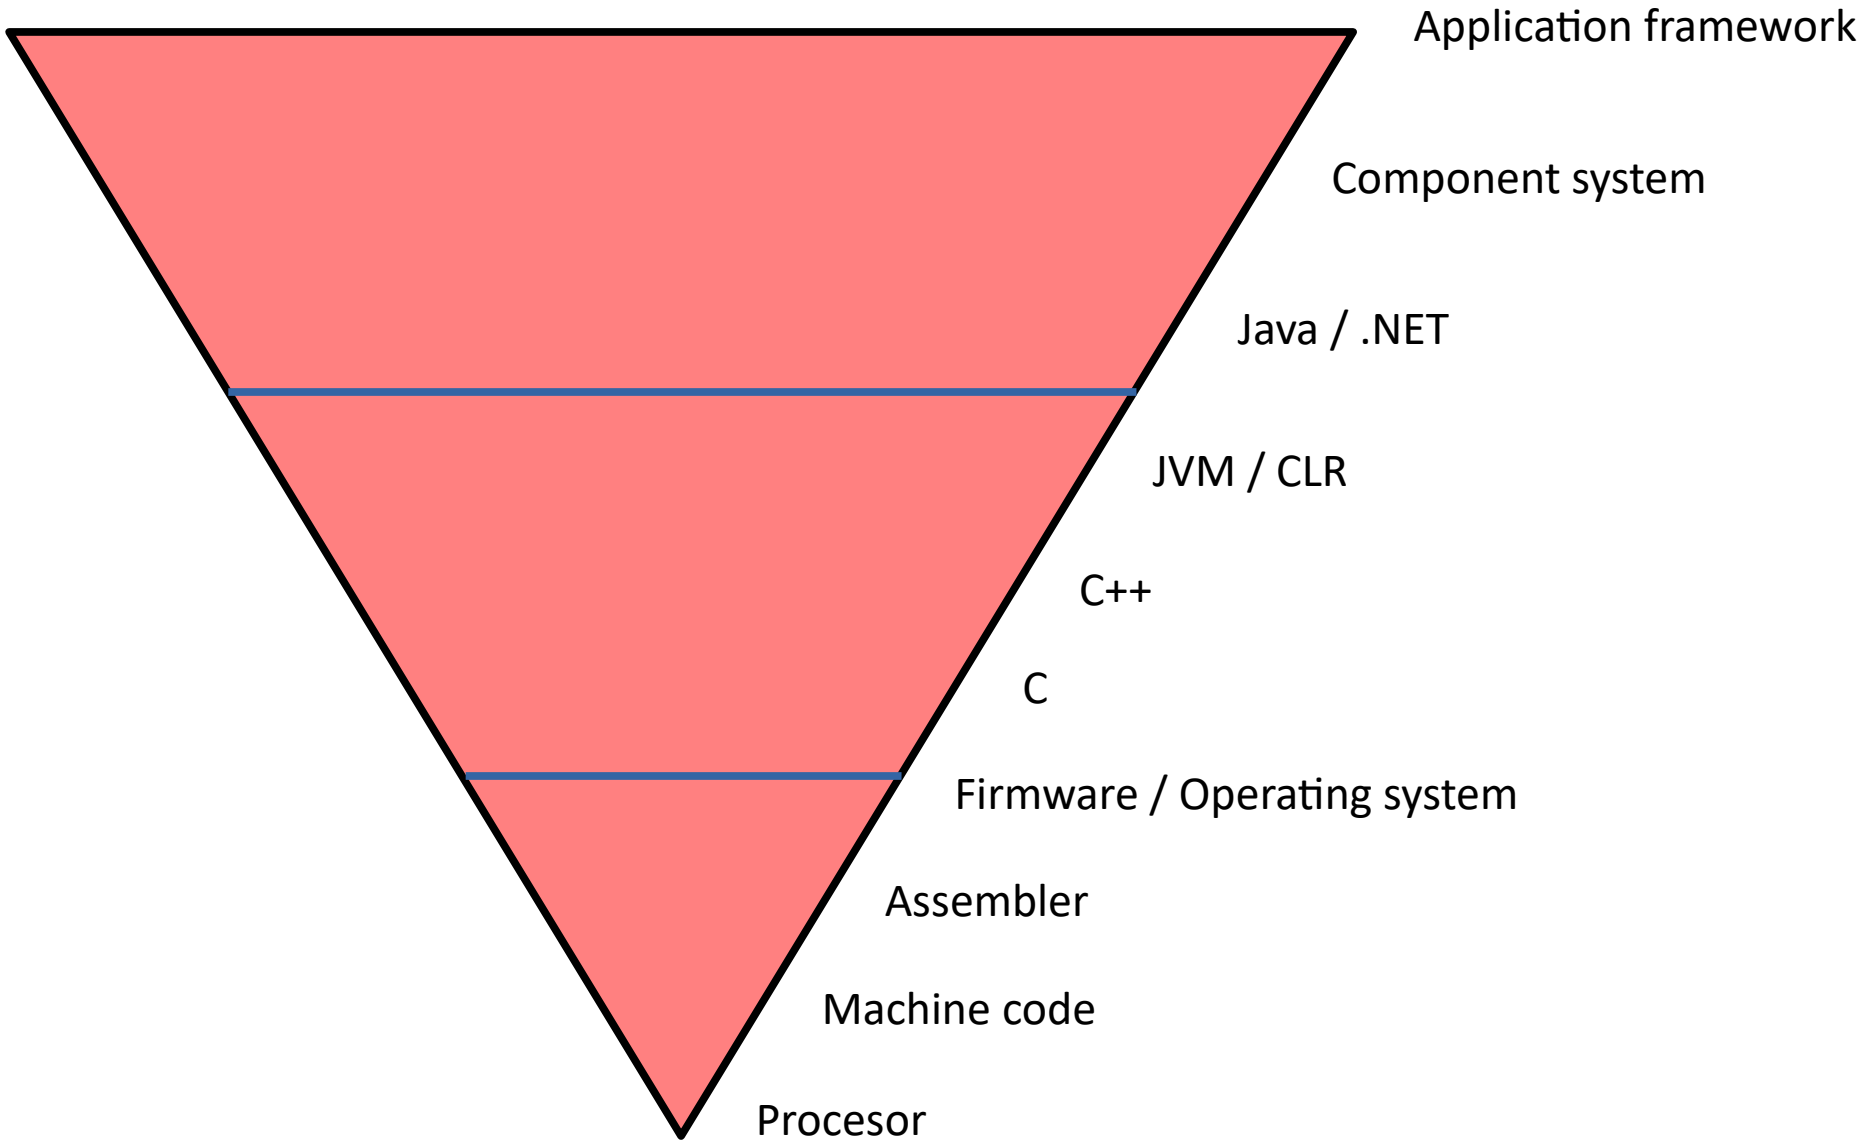 Application framework
Component system
Java / .NET
JVM / CLR
C++
C
Firmware / Operating system
Assembler
Machine code
Procesor